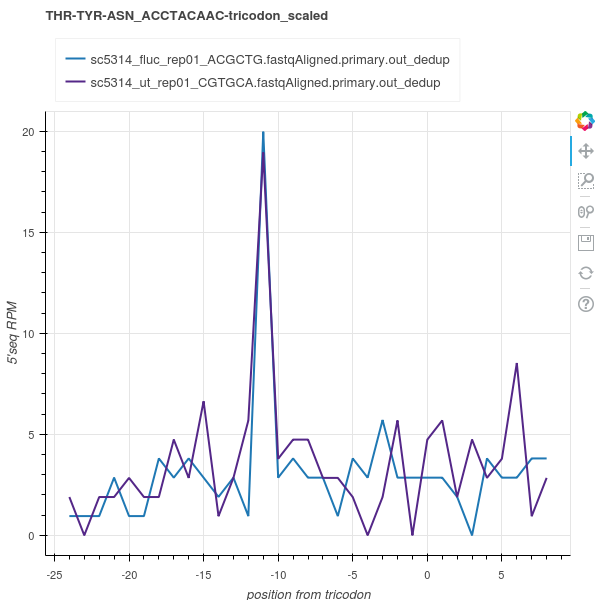 THR-TYR-ASN_ACCTACAAC-tricodon_scaled
sc5314_fluc_rep01_ACGCTG.fastqAligned.primary.out_dedup
sc5314_ut_rep01_CGTGCA.fastqAligned.primary.out_dedup
20
15
10
5
0
5'seq RPM
-25 -20 -15 -10 -5 0 5
position from tricodon